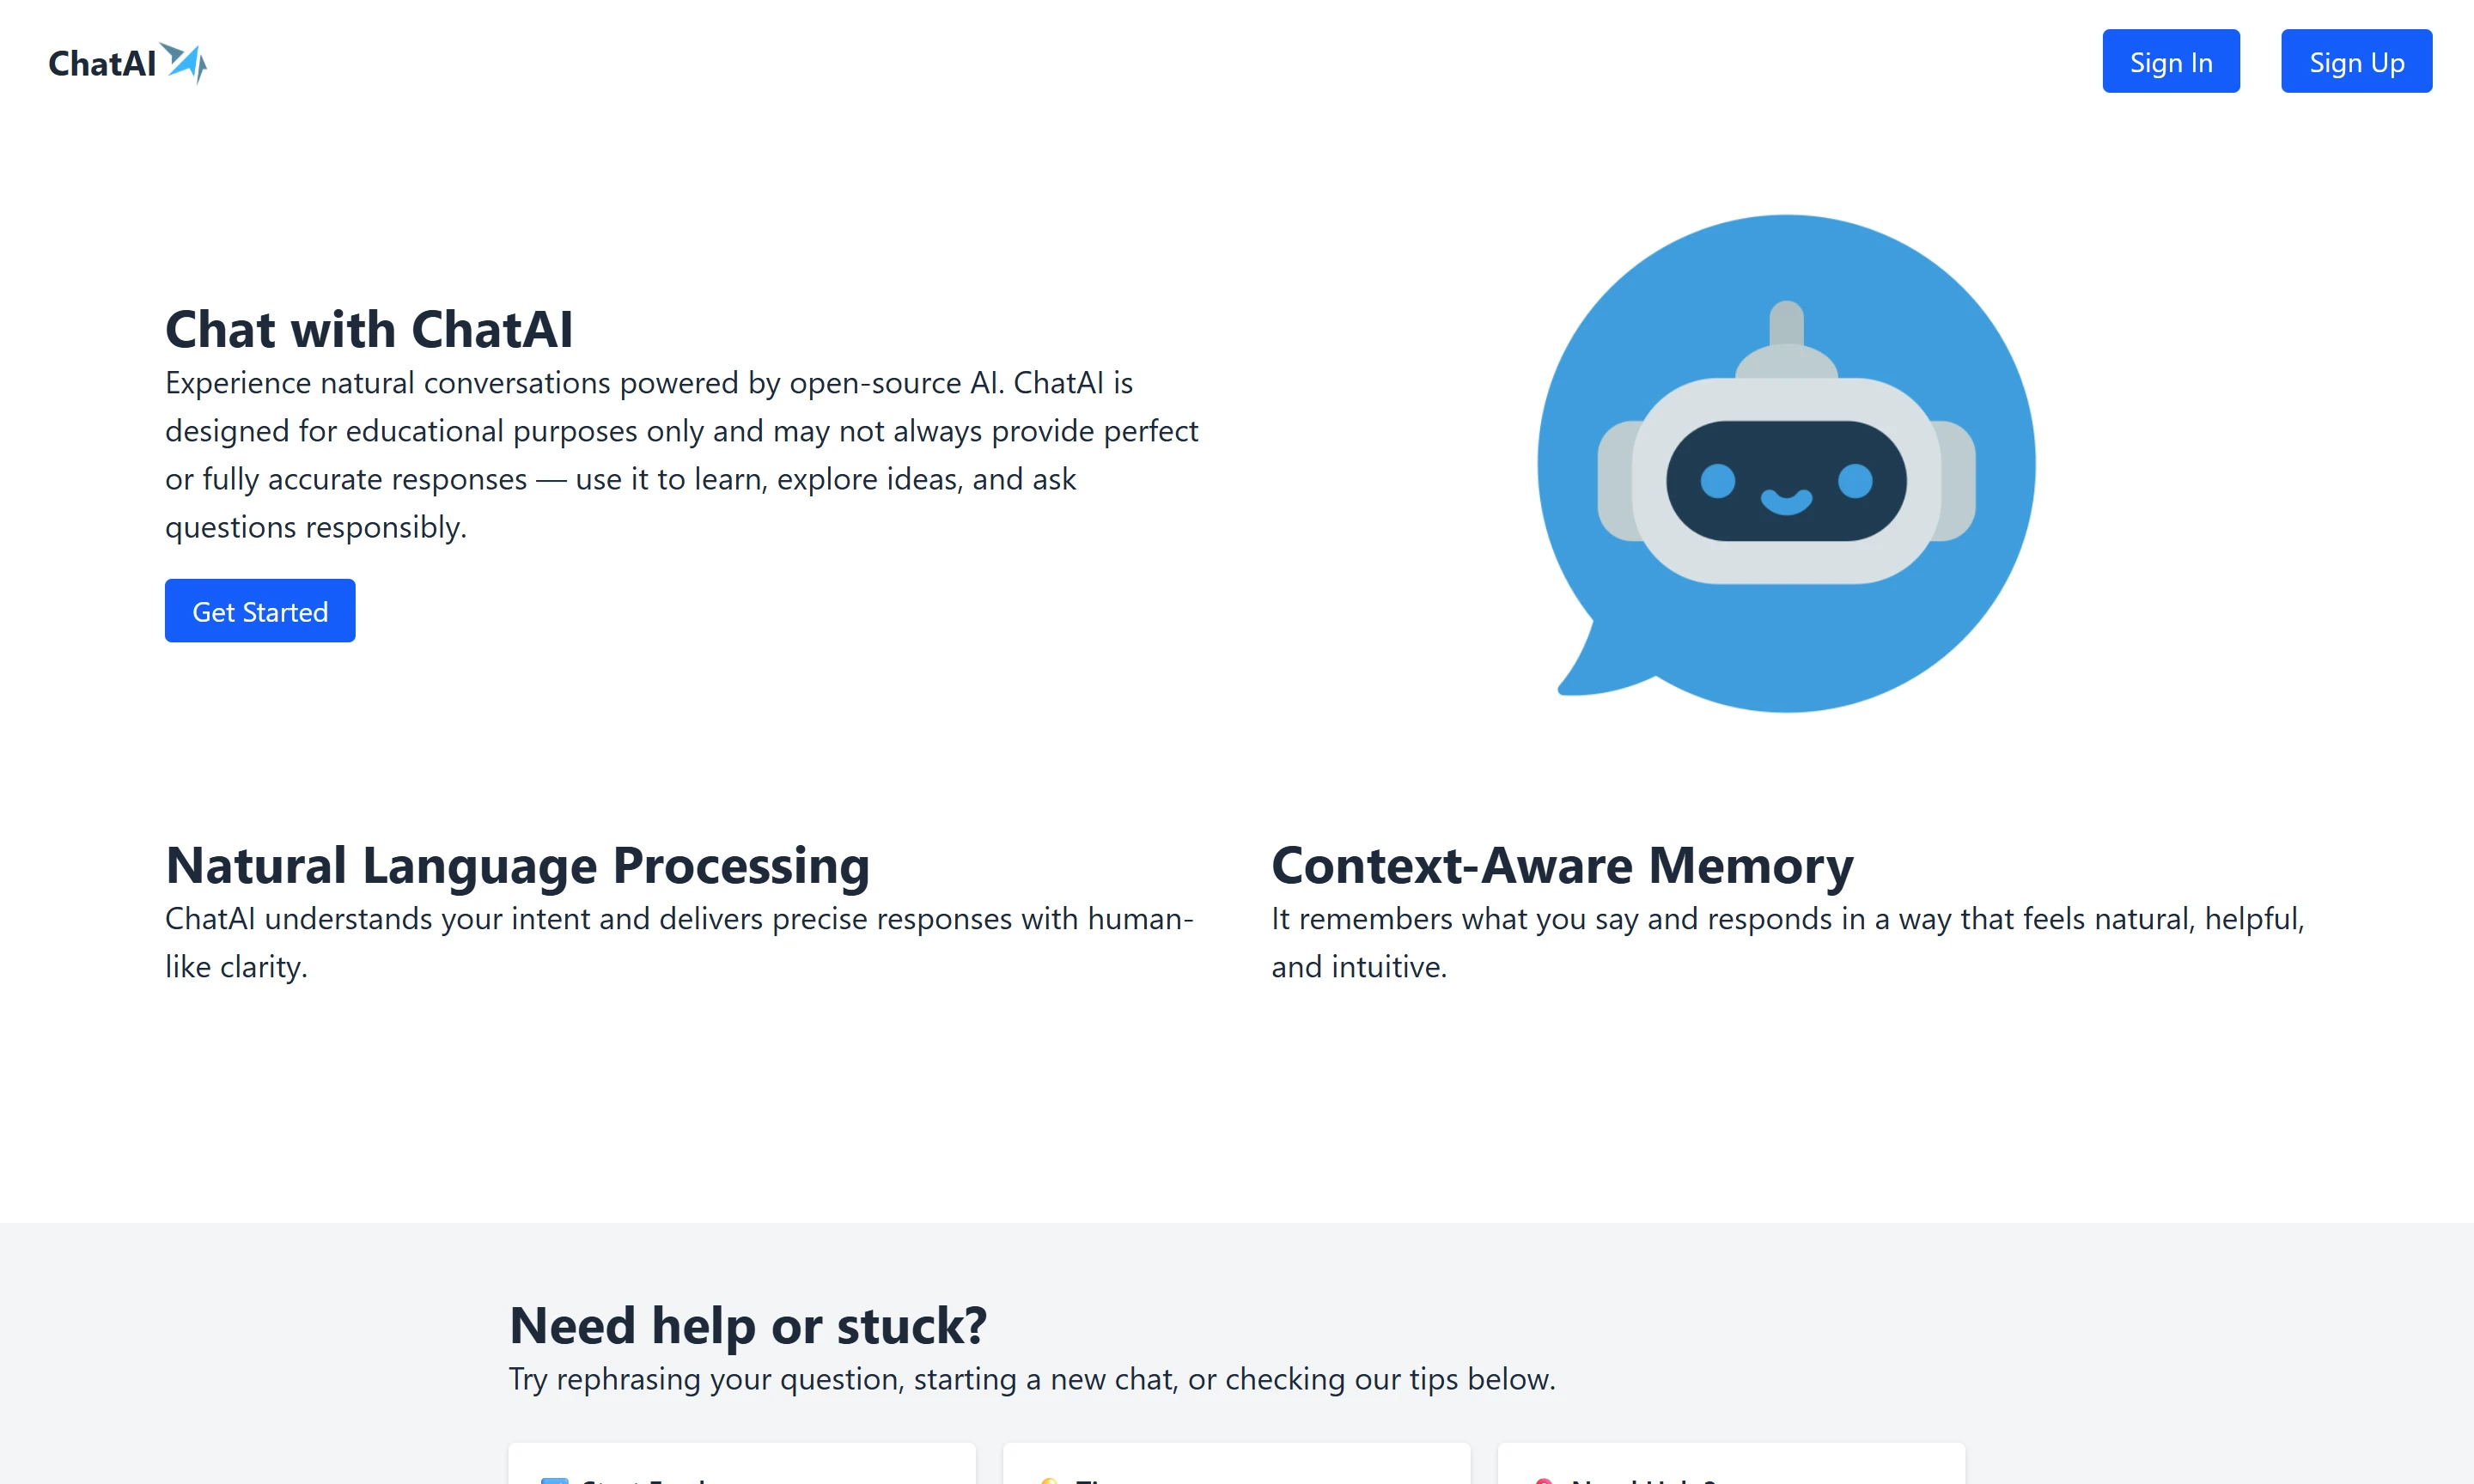 ChatAI
Sign In
Sign Up
Chat with ChatAI
Experience natural conversations powered by open-source AI. ChatAI is
designed for educational purposes only and may not always provide perfect
or fully accurate responses — use it to learn, explore ideas, and ask
questions responsibly.
Get Started
Natural Language Processing
ChatAI understands your intent and delivers precise responses with human-
like clarity.
Context-Aware Memory
It remembers what you say and responds in a way that feels natural, helpful,
and intuitive.
Need help or stuck?
Try rephrasing your question, starting a new chat, or checking our tips below.
Need Help?